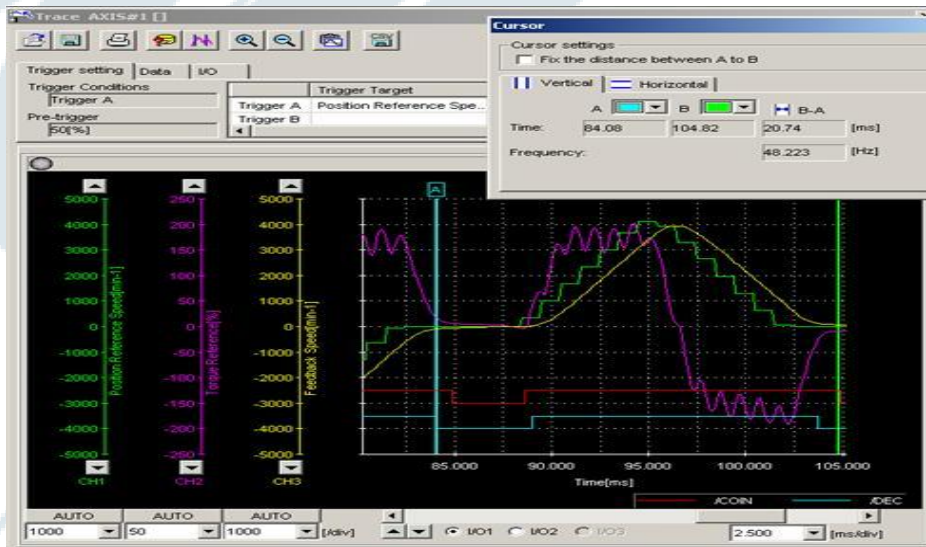 Trace AXIS#1 []
Cursor
Cursor settings
Fix the distance between A to B
Vertical Horizontal
A B B-A
Time: 84.08 104.82 20.74 [ms]
Frequency: 48.223 [Hz]
CSV
Trigger setting Data I/O
Trigger Conditions
Trigger A
Pre-trigger
50[%]
Trigger Target
Trigger A Position Reference Spe..
Trigger B
A
5000 250 5000
4000 200 4000
3000 150 3000
2000 100 2000
1000 50 1000
0 0 0
-1000 -50 -1000
-2000 -100 -2000
-3000 -150 -3000
-4000 -200 -4000
-5000 -250 -5000
Position Reference Speed[min-1]
Torque Reference[%]
Feedback Speed[min-1]
CH1 CH2 CH3
85.000 90.000 95.000 100.000 105.000
Time[ms]
/COIN /DEC
AUTO AUTO AUTO
1000 50 1000 [/div] I/O1 I/O2 I/O3 2.500 [ms/div]